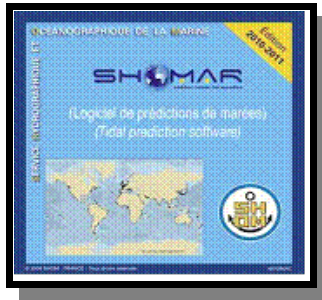 SERVICE HYDROGRAPHIQUE ET
OCEANOGRAPHIQUE DE LA MARINE
Edition
2010-2011
SHOMAR
(Logiciel de prédictions de marées)
(Tidal prediction software)
SH
OM